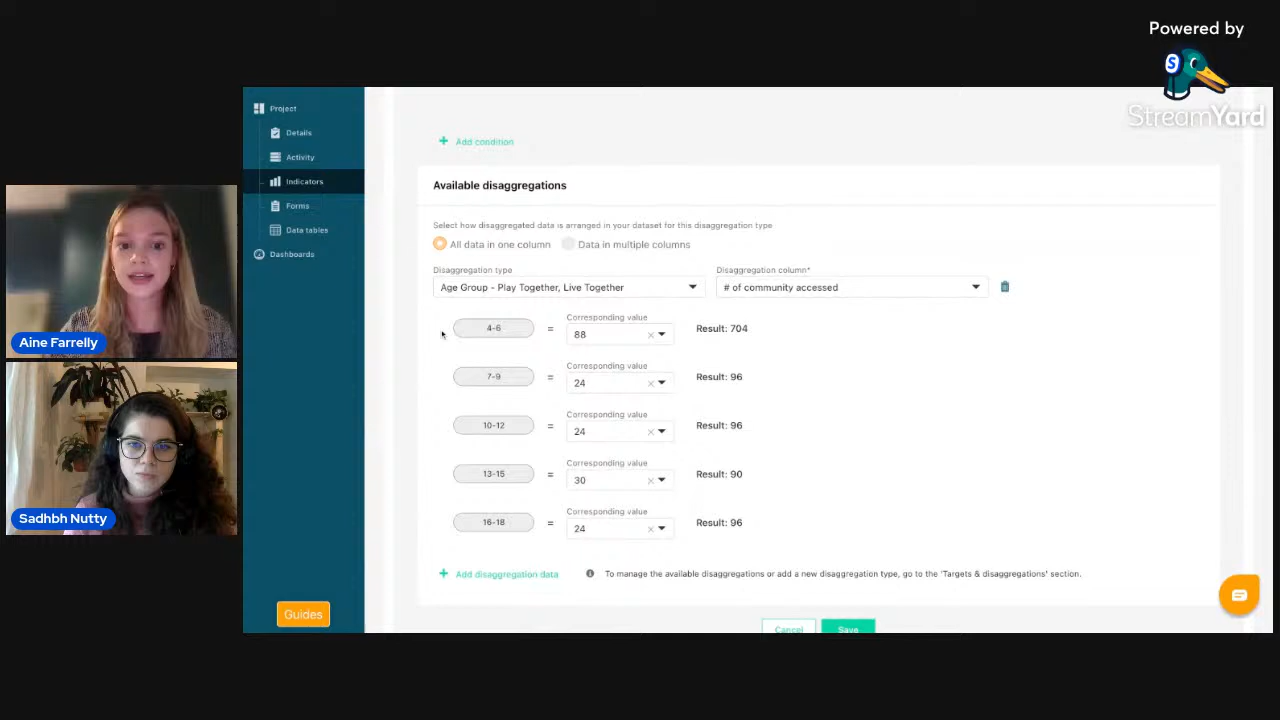 Powered by
S
StreamYard
Project
Details
Activity
Indicators
Forms
Data tables
Dashboards
Guides
+ Add condition
Available disaggregations
Select how disaggregated data is arranged in your dataset for this disaggregation type
All data in one column Data in multiple columns
Disaggregation type Disaggregation column*
Age Group - Play Together, Live Together # of community accessed
Corresponding value
4-6 = 88 Result: 704
Corresponding value
7-9 = 24 Result: 96
Corresponding value
10-12 = 24 Result: 96
Corresponding value
13-15 = 30 Result: 90
Corresponding value
16-18 = 24 Result: 96
+ Add disaggregation data To manage the available disaggregations or add a new disaggregation type, go to the 'Targets & disaggregations' section.
Cancel Save
Aine Farrelly
Sadhbh Nutty